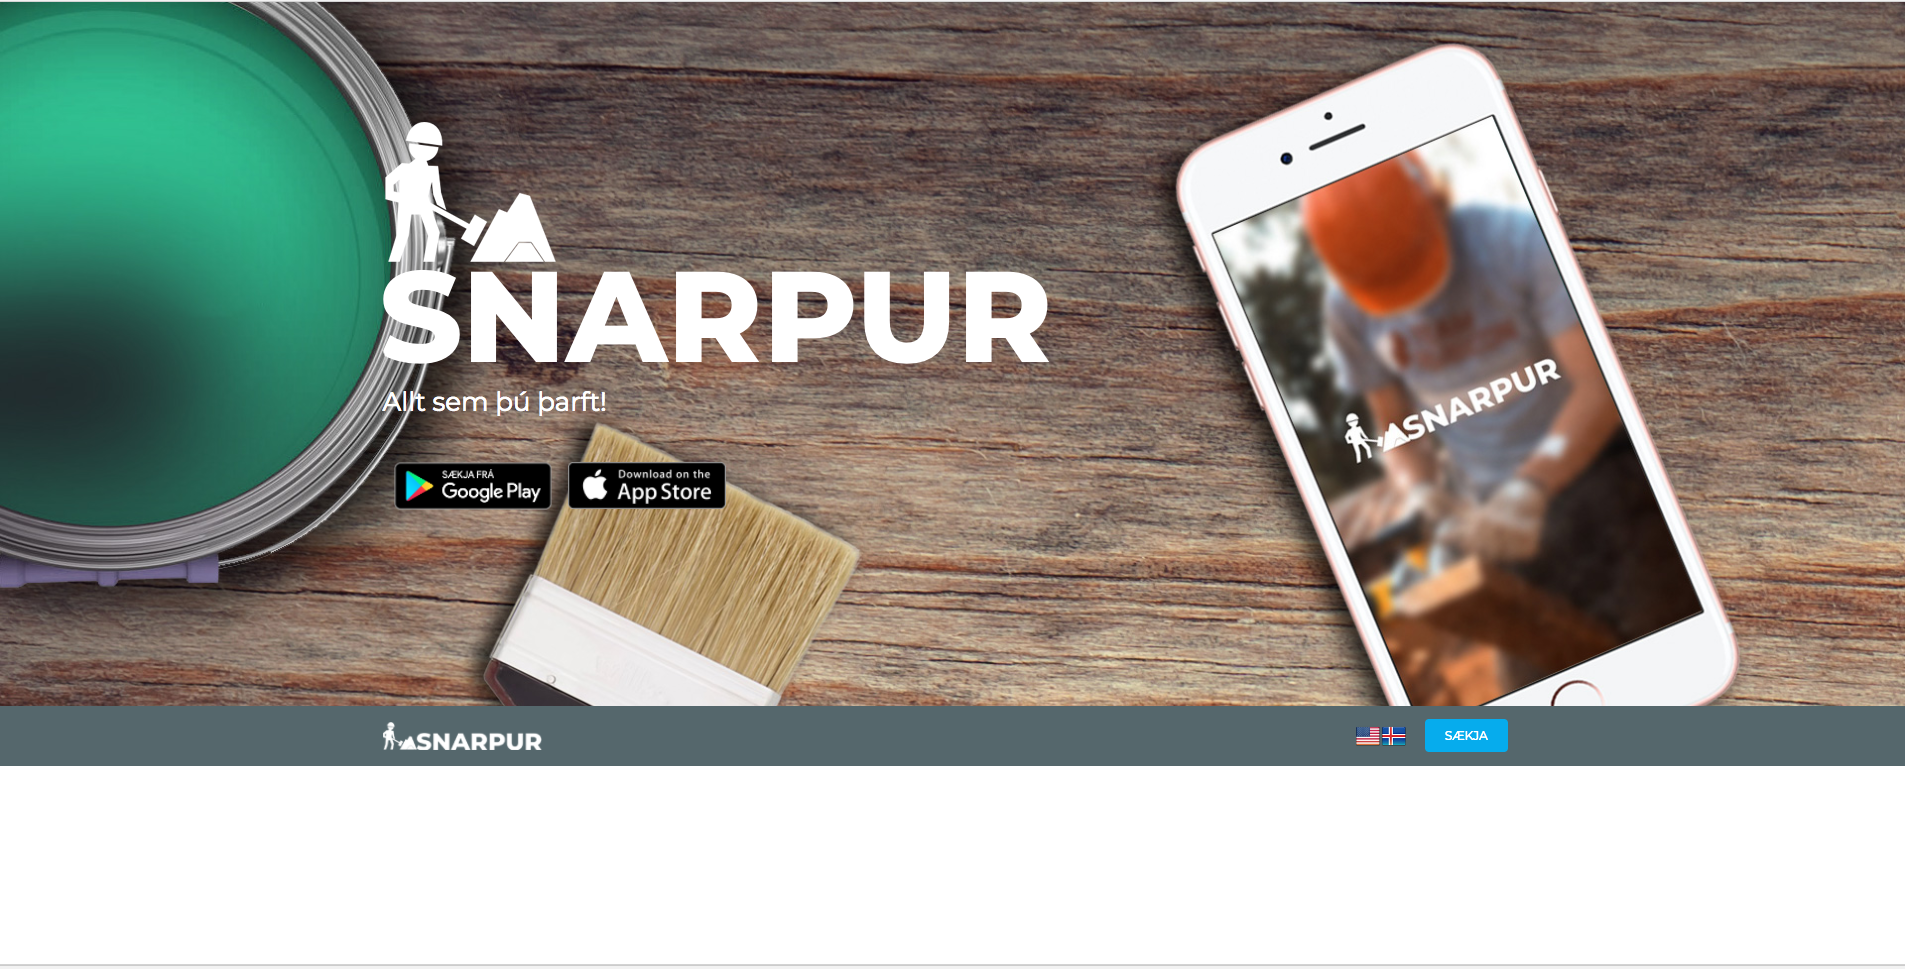 SNARPUR
Allt sem þú þarft!
SÆKJA FRÁ
Google Play
Download on the
App Store
SNARPUR
SNARPUR
SÆKJA